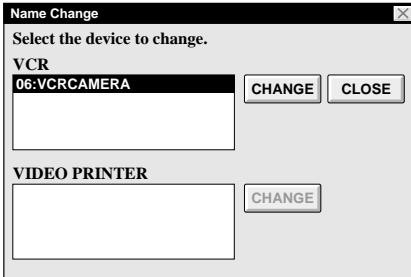 Name Change
Select the device to change.
VCR
06:VCRCAMERA
CHANGE CLOSE
VIDEO PRINTER
CHANGE